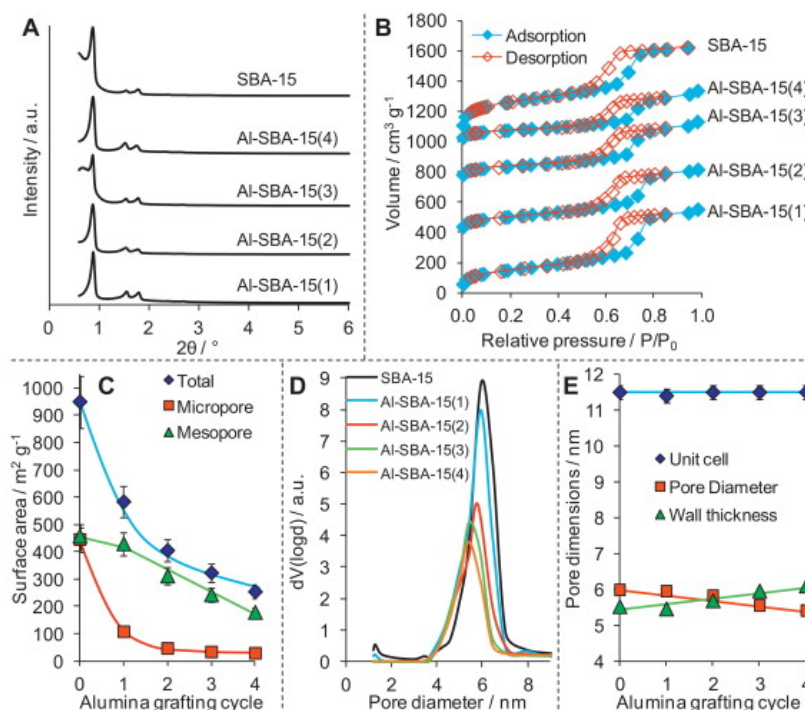 A
Intensity / a.u.
SBA-15
Al-SBA-15(4)
Al-SBA-15(3)
Al-SBA-15(2)
Al-SBA-15(1)
0 1 2 3 4 5 6
2θ / °
B
Adsorption
Desorption
Volume / cm³ g⁻¹
1800
1600
1400
1200
1000
800
600
400
200
0
SBA-15
Al-SBA-15(4)
Al-SBA-15(3)
Al-SBA-15(2)
Al-SBA-15(1)
0.0 0.2 0.4 0.6 0.8 1.0
Relative pressure / P/P₀
C
Total
Micropore
Mesopore
Surface area / m² g⁻¹
1000
900
800
700
600
500
400
300
200
100
0
0 1 2 3 4
Alumina grafting cycle
D
SBA-15
Al-SBA-15(1)
Al-SBA-15(2)
Al-SBA-15(3)
Al-SBA-15(4)
dV(logd) / a.u.
9
8
7
6
5
4
3
2
1
0
0 2 4 6 8
Pore diameter / nm
E
Unit cell
Pore Diameter
Wall thickness
Pore dimensions / nm
12
11
10
9
8
7
6
5
4
0 1 2 3 4
Alumina grafting cycle